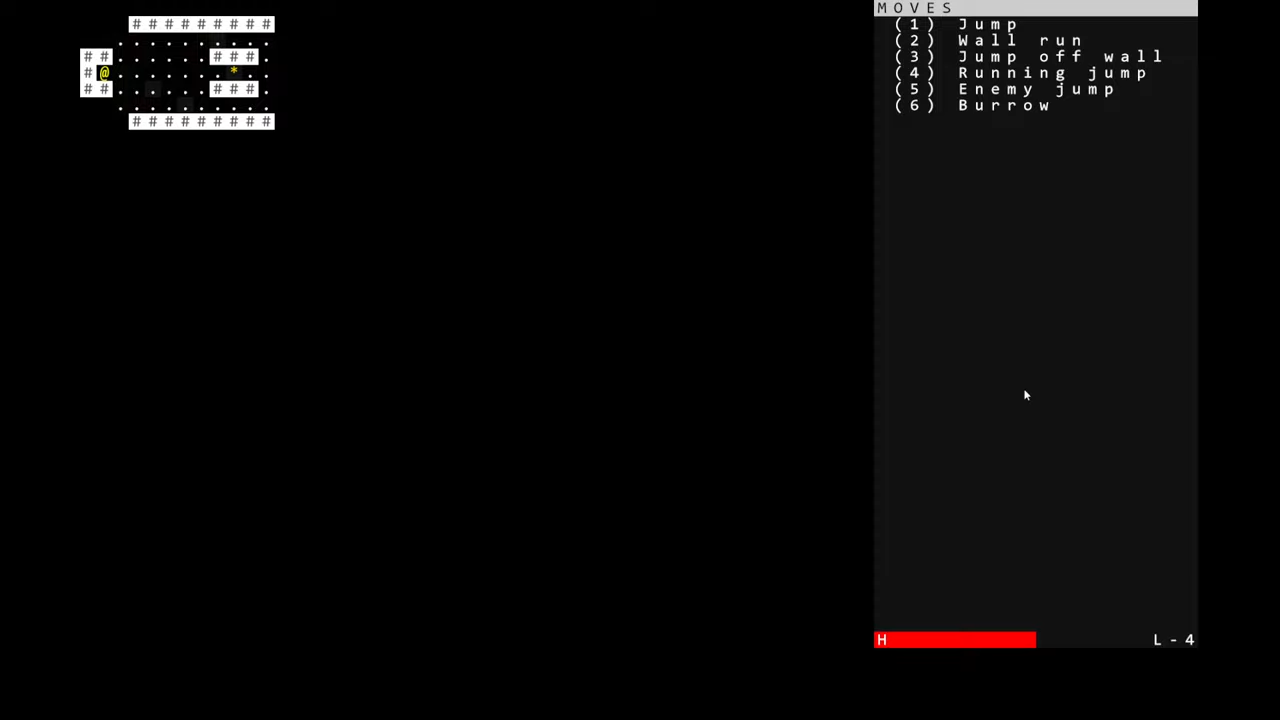 MOVES
(1) Jump
(2) Wall run
(3) Jump off wall
(4) Running jump
(5) Enemy jump
(6) Burrow
# # # # # # # # #
. . . . . . . . . .
# # # # # .
# @ . . . . . . . * . .
# # . . . . . . # # # .
. . . . . . . . . .
# # # # # # # # #
H L-4